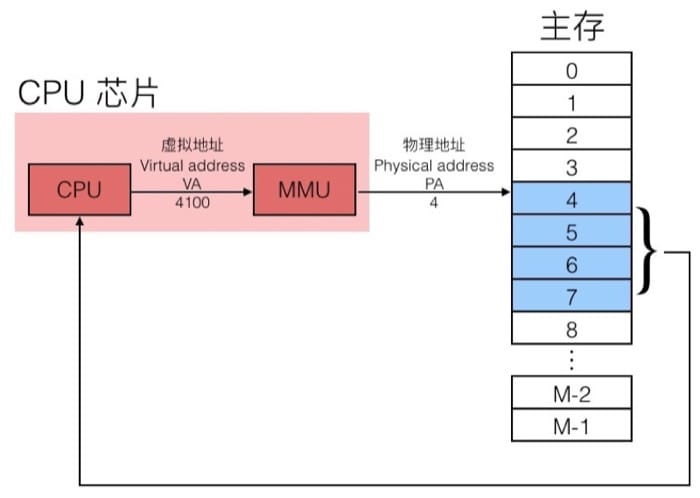 主存
CPU 芯片
虚拟地址
Virtual address
VA
4100
物理地址
Physical address
PA
4
CPU
MMU
0
1
2
3
4
5
6
7
8
⋮
M-2
M-1